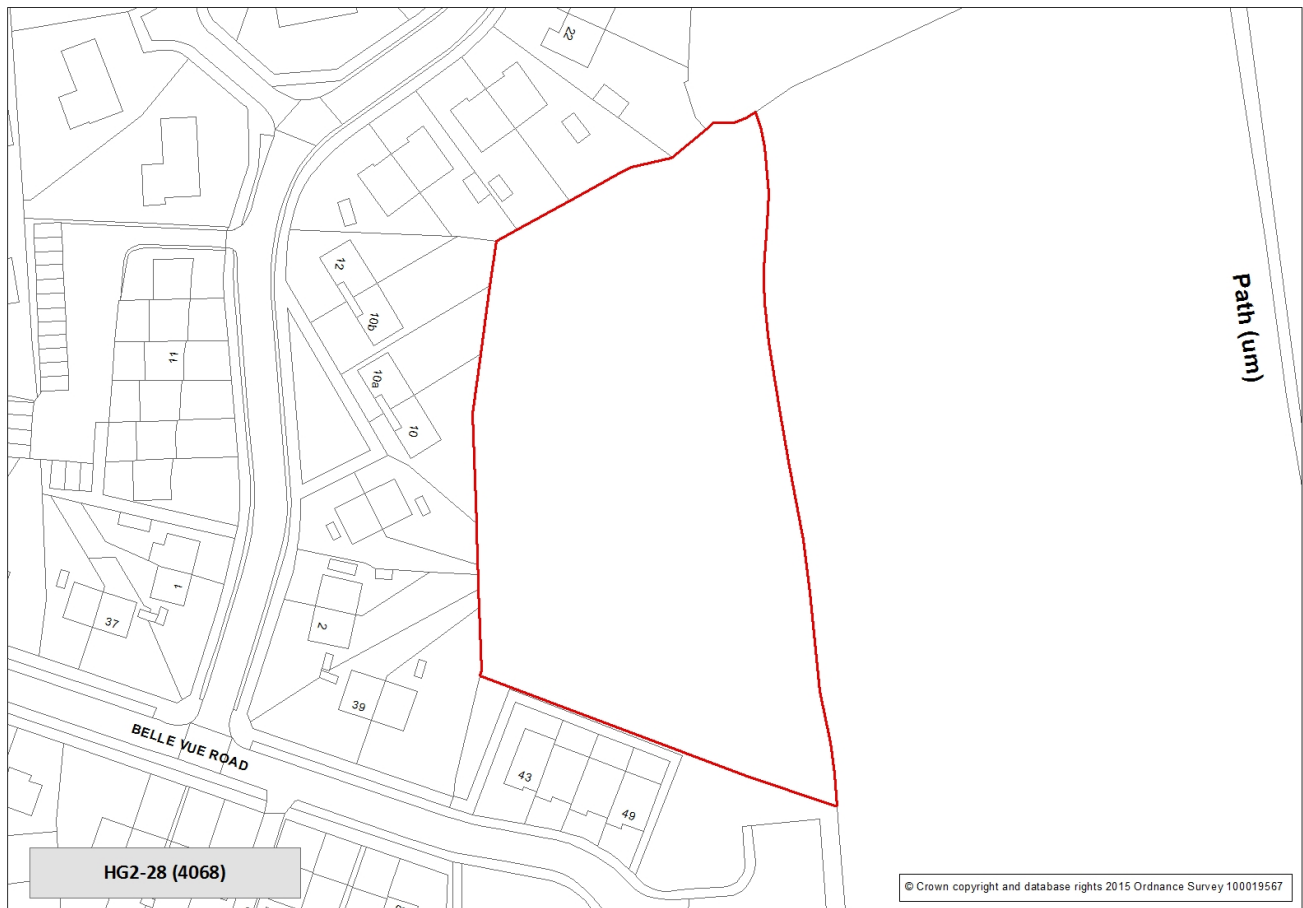 22
Path (um)
12
10b
11
10a
10
1
37
2
39
BELLE VUE ROAD
43
49
HG2-28 (4068)
© Crown copyright and database rights 2015 Ordnance Survey 100019567